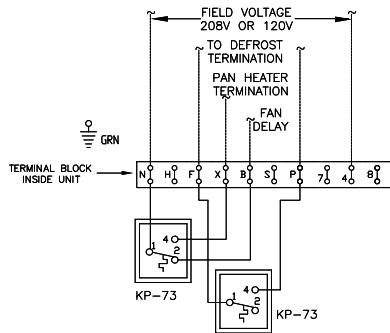 FIELD VOLTAGE
208V OR 120V
TO DEFROST
TERMINATION
PAN HEATER
TERMINATION
FAN
DELAY
GRN
TERMINAL BLOCK
INSIDE UNIT
N H F X B S P 7 4 8
4
1 2
KP-73
4
1 2
KP-73